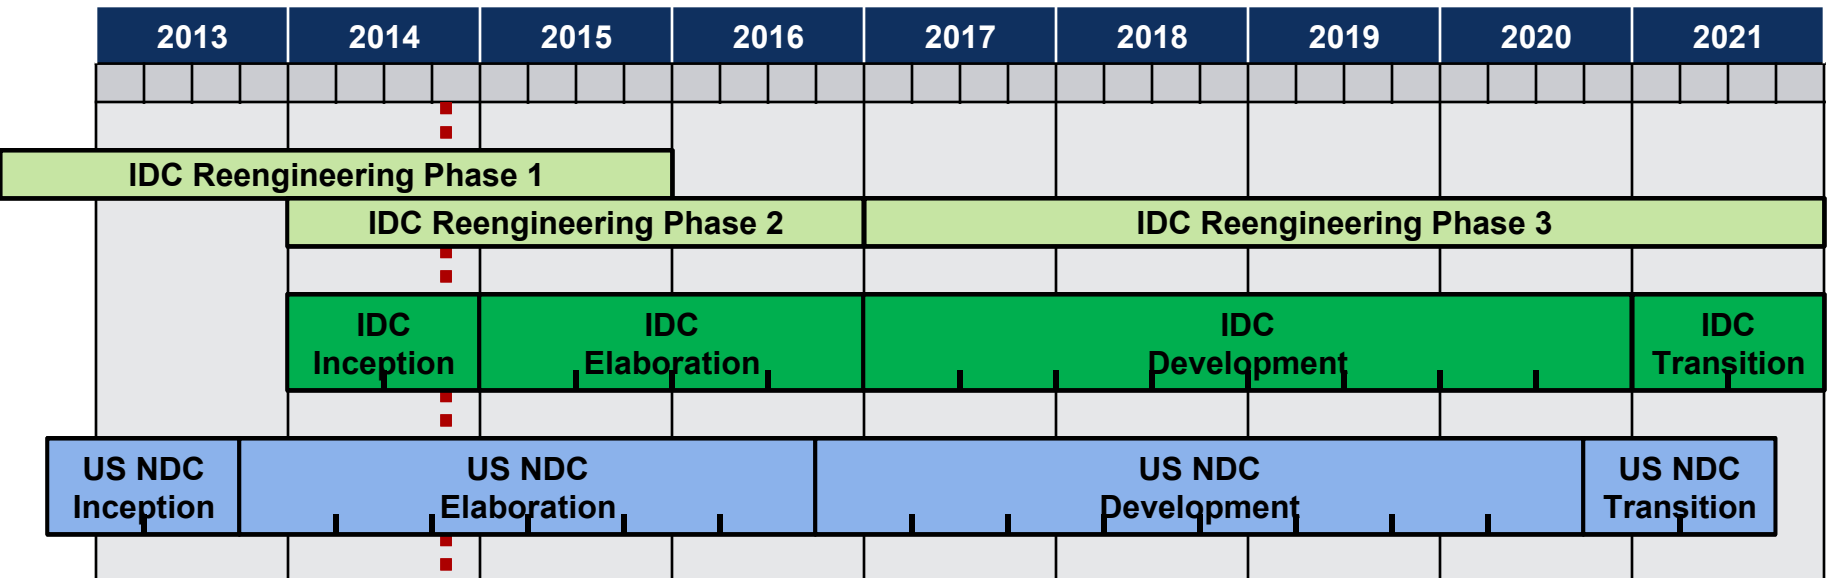 2013 2014 2015 2016 2017 2018 2019 2020 2021
IDC Reengineering Phase 1
IDC Reengineering Phase 2
IDC Reengineering Phase 3
IDC
Inception
IDC
Elaboration
IDC
Development
IDC
Transition
US NDC
Inception
US NDC
Elaboration
US NDC
Development
US NDC
Transition